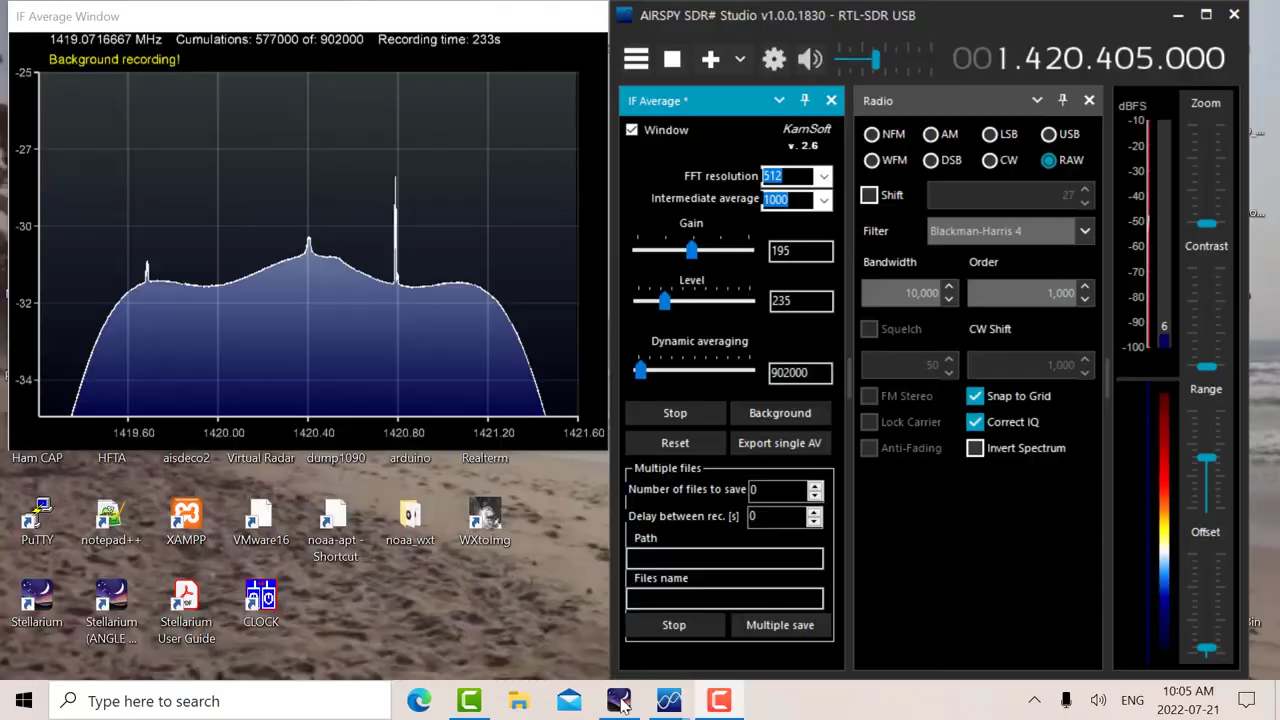 IF Average Window
1419.0716667 MHz Cumulations: 577000 of: 902000 Recording time: 233s
Background recording!
-25
-27
-30
-32
-34
1419.60 1420.00 1420.40 1420.80 1421.20 1421.60
AIRSPY SDR# Studio v1.0.0.1830 - RTL-SDR USB
001.420.405.000
IF Average *
Window
KamSoft
v. 2.6
FFT resolution 512
Intermediate average 1000
Gain
195
Level
235
Dynamic averaging
902000
Stop Background
Reset Export single AV
Multiple files
Number of files to save 0
Delay between rec. [s] 0
Path
Files name
Stop Multiple save
Radio
NFM AM LSB USB
WFM DSB CW RAW
Shift 27
Filter Blackman-Harris 4
Bandwidth Order
10,000 1,000
Squelch CW Shift
50 1,000
FM Stereo Snap to Grid
Lock Carrier Correct IQ
Anti-Fading Invert Spectrum
dBFS
-10
-20
-30
-40
-50
-60
-70
-80
-90
-100
6
Zoom
Contrast
Range
Offset
Ham CAP HFTA aisdeco2 Virtual Radar dump1090 arduino Realterm
PuTTY notepad++ XAMPP VMware16 noaa-apt - Shortcut noaa_wxt WXtoImg
Stellarium Stellarium (ANGLE ... Stellarium User Guide CLOCK
Type here to search
ENG
10:05 AM
2022-07-21